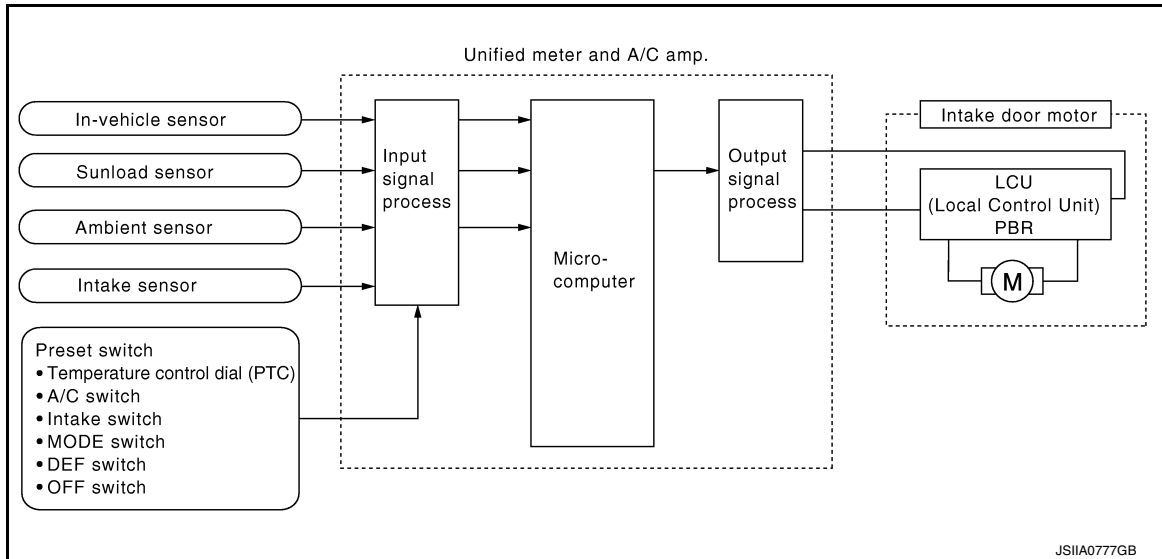 Unified meter and A/C amp.
In-vehicle sensor
Sunload sensor
Ambient sensor
Intake sensor
Preset switch
• Temperature control dial (PTC)
• A/C switch
• Intake switch
• MODE switch
• DEF switch
• OFF switch
Input
signal
process
Micro-
computer
Output
signal
process
Intake door motor
LCU
(Local Control Unit)
PBR
M
JSIIA0777GB